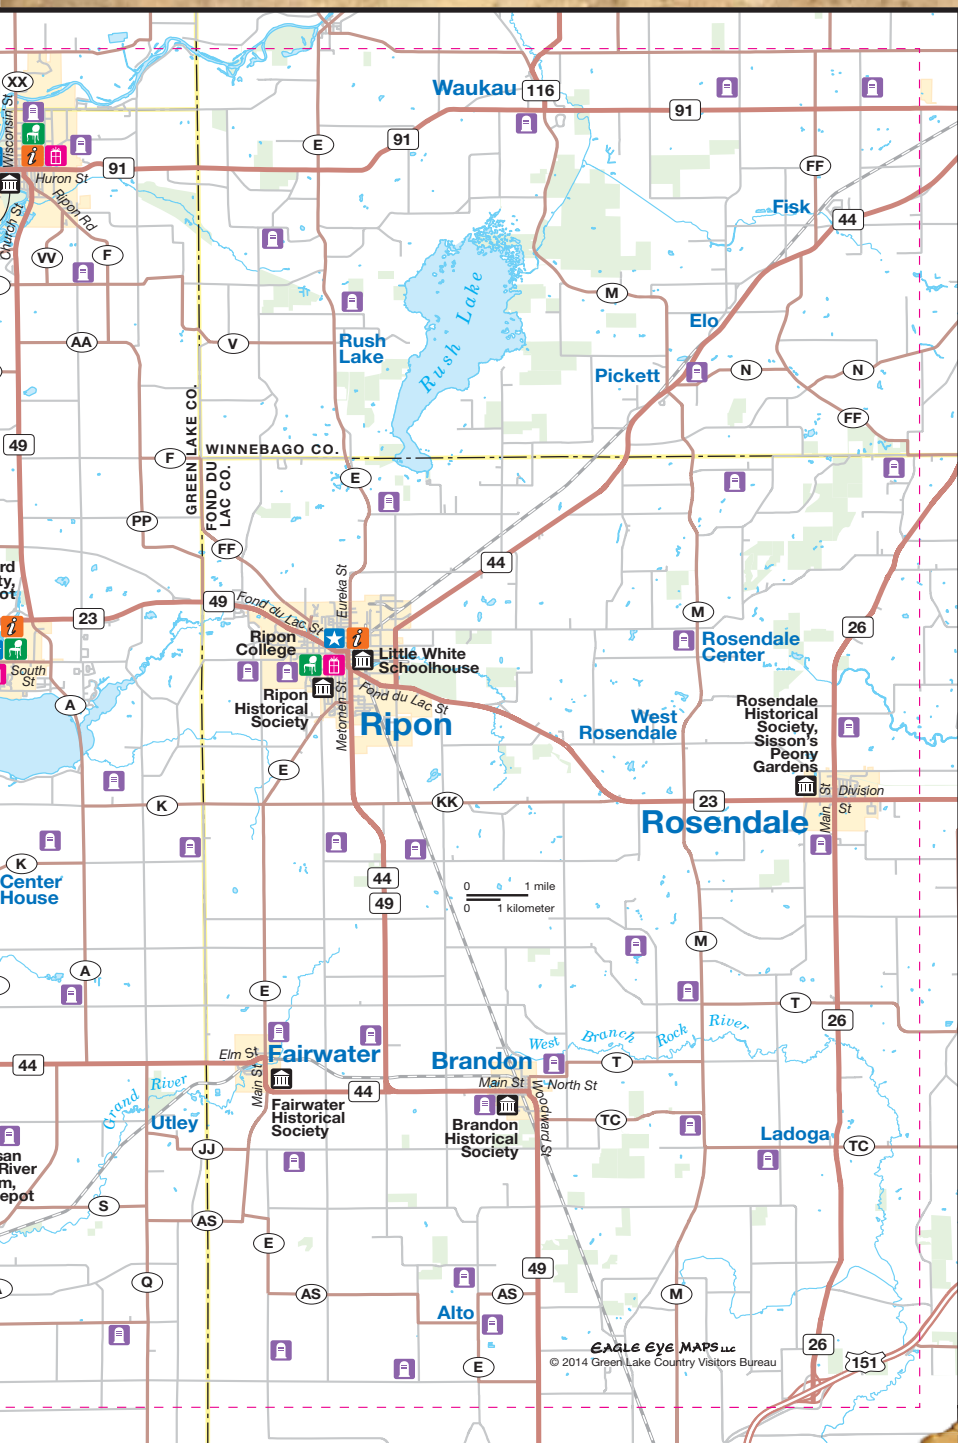 Waukau
116
XX
Wisconsin St
91
91
E
91
FF
Huron St
Ripon Rd
Church St
Fisk
44
VV
F
M
Rush Lake
Elo
AA
V
Rush
Lake
Pickett
N
N
FF
49
GREEN LAKE CO.
WINNEBAGO CO.
F
FOND DU
LAC CO.
E
PP
FF
44
rd
ty,
ot
Eureka St
49
Fond du Lac St
23
M
26
Ripon
College
Little White
Schoolhouse
Rosendale
Center
South
St
A
Ripon
Historical
Society
Metomen St
Fond du Lac St
Ripon
West
Rosendale
Rosendale
Historical
Society,
Sisson's
Peony
Gardens
E
K
KK
23
Main St
Division
St
Rosendale
K
Center
House
44
49
0 1 mile
0 1 kilometer
A
M
E
T
26
West Branch Rock River
Elm St
Fairwater
Brandon
44
T
Main St
Main St
North St
44
Grand River
Woodward St
Fairwater
Historical
Society
Utley
TC
Brandon
Historical
Society
Ladoga
TC
JJ
san
River
m,
epot
S
AS
E
Q
49
AS
AS
M
Alto
26
EAGLE EYE MAPS LLC
© 2014 Green Lake Country Visitors Bureau
E
151